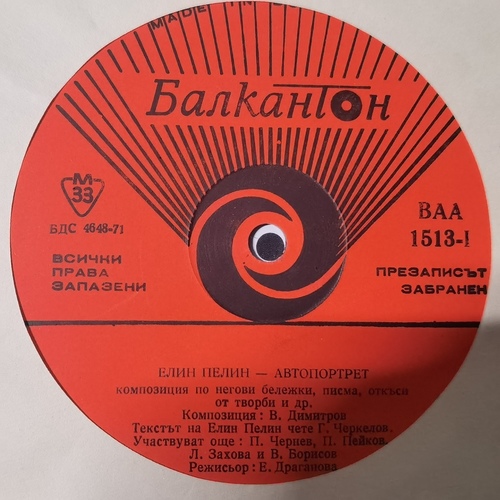 MADE IN
Балкантон
М
33
БДС 4648-71
ВАА
1513-I
ВСИЧКИ
ПРАВА
ЗАПАЗЕНИ
ПРЕЗАПИСЪТ
ЗАБРАНЕН
ЕЛИН ПЕЛИН — АВТОПОРТРЕТ
композиция по негови бележки, писма, откъси
от творби и др.
Композиция : В. Димитров
Текстът на Елин Пелин чете Г. Черкелов.
Участвуват още : П. Чернев, П. Пейков,
Л. Захова и В. Борисов
Режисьор : Е. Драганова